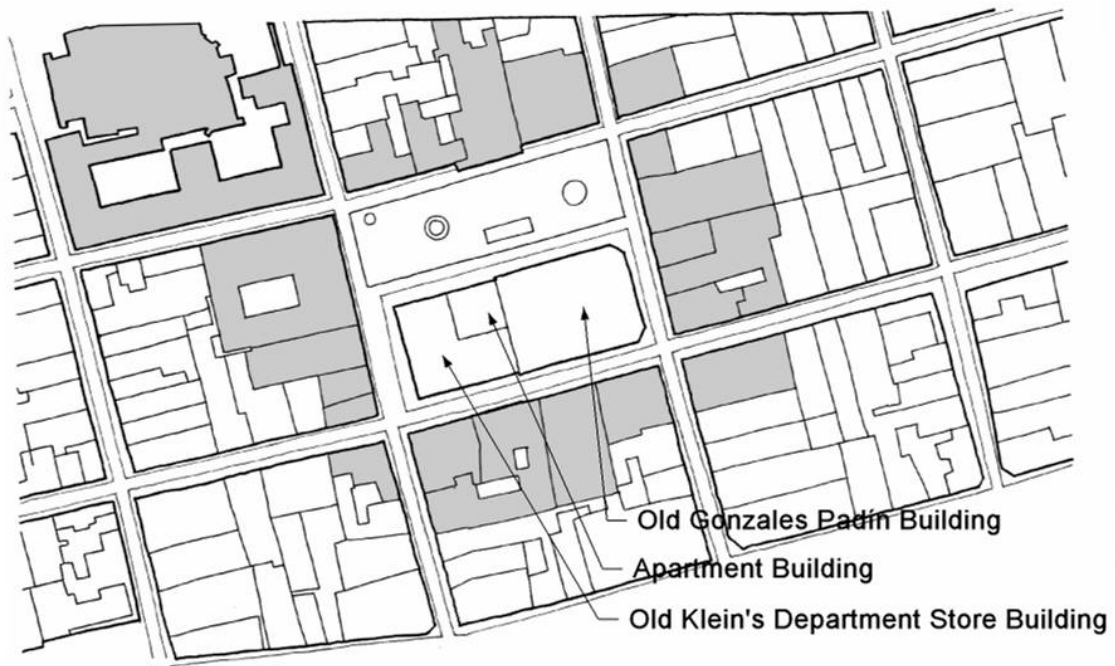 Old Gonzales Padín Building
Apartment Building
Old Klein's Department Store Building